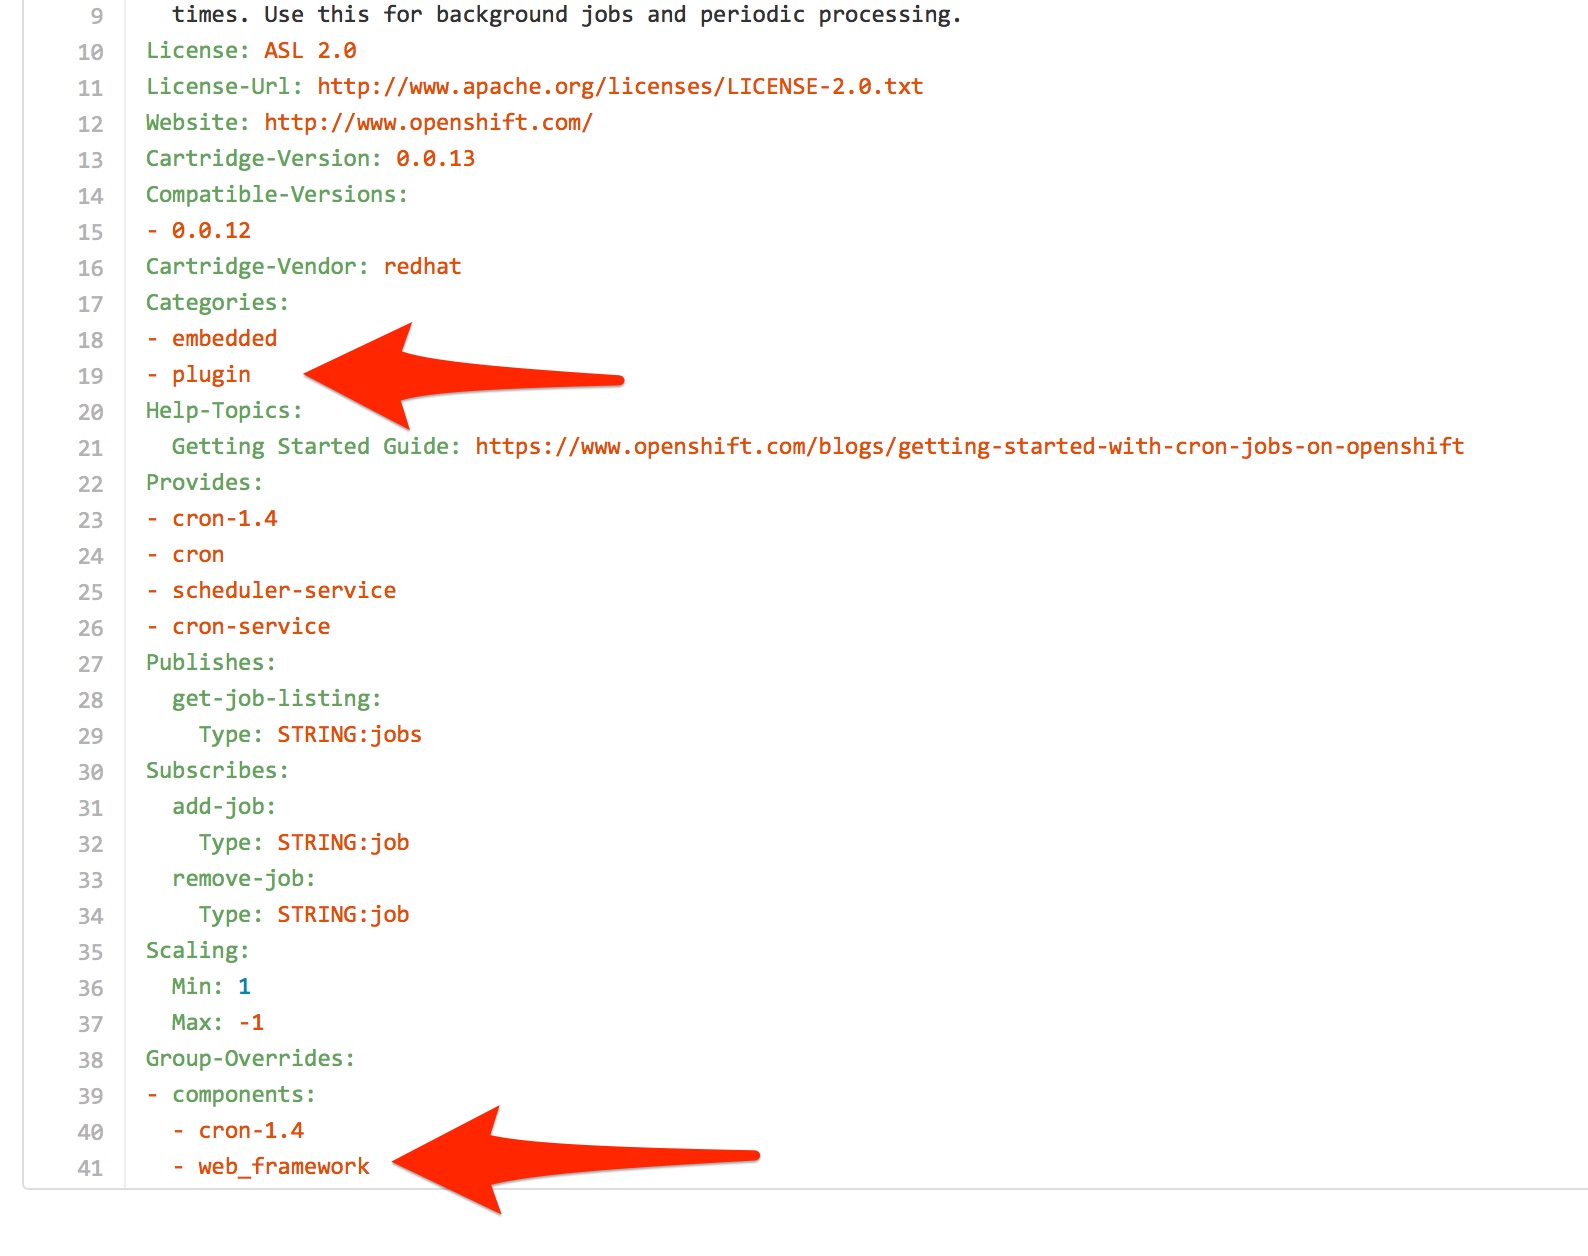 9 times. Use this for background jobs and periodic processing.
10 License: ASL 2.0
11 License-Url: http://www.apache.org/licenses/LICENSE-2.0.txt
12 Website: http://www.openshift.com/
13 Cartridge-Version: 0.0.13
14 Compatible-Versions:
15 - 0.0.12
16 Cartridge-Vendor: redhat
17 Categories:
18 - embedded
19 - plugin
20 Help-Topics:
21   Getting Started Guide: https://www.openshift.com/blogs/getting-started-with-cron-jobs-on-openshift
22 Provides:
23 - cron-1.4
24 - cron
25 - scheduler-service
26 - cron-service
27 Publishes:
28   get-job-listing:
29     Type: STRING:jobs
30 Subscribes:
31   add-job:
32     Type: STRING:job
33   remove-job:
34     Type: STRING:job
35 Scaling:
36   Min: 1
37   Max: -1
38 Group-Overrides:
39 - components:
40   - cron-1.4
41   - web_framework